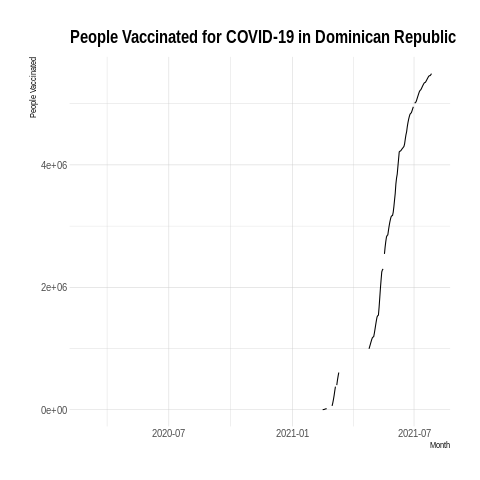 People Vaccinated for COVID-19 in Dominican Republic
People Vaccinated
4e+06
2e+06
0e+00
2020-07
2021-01
2021-07
Month